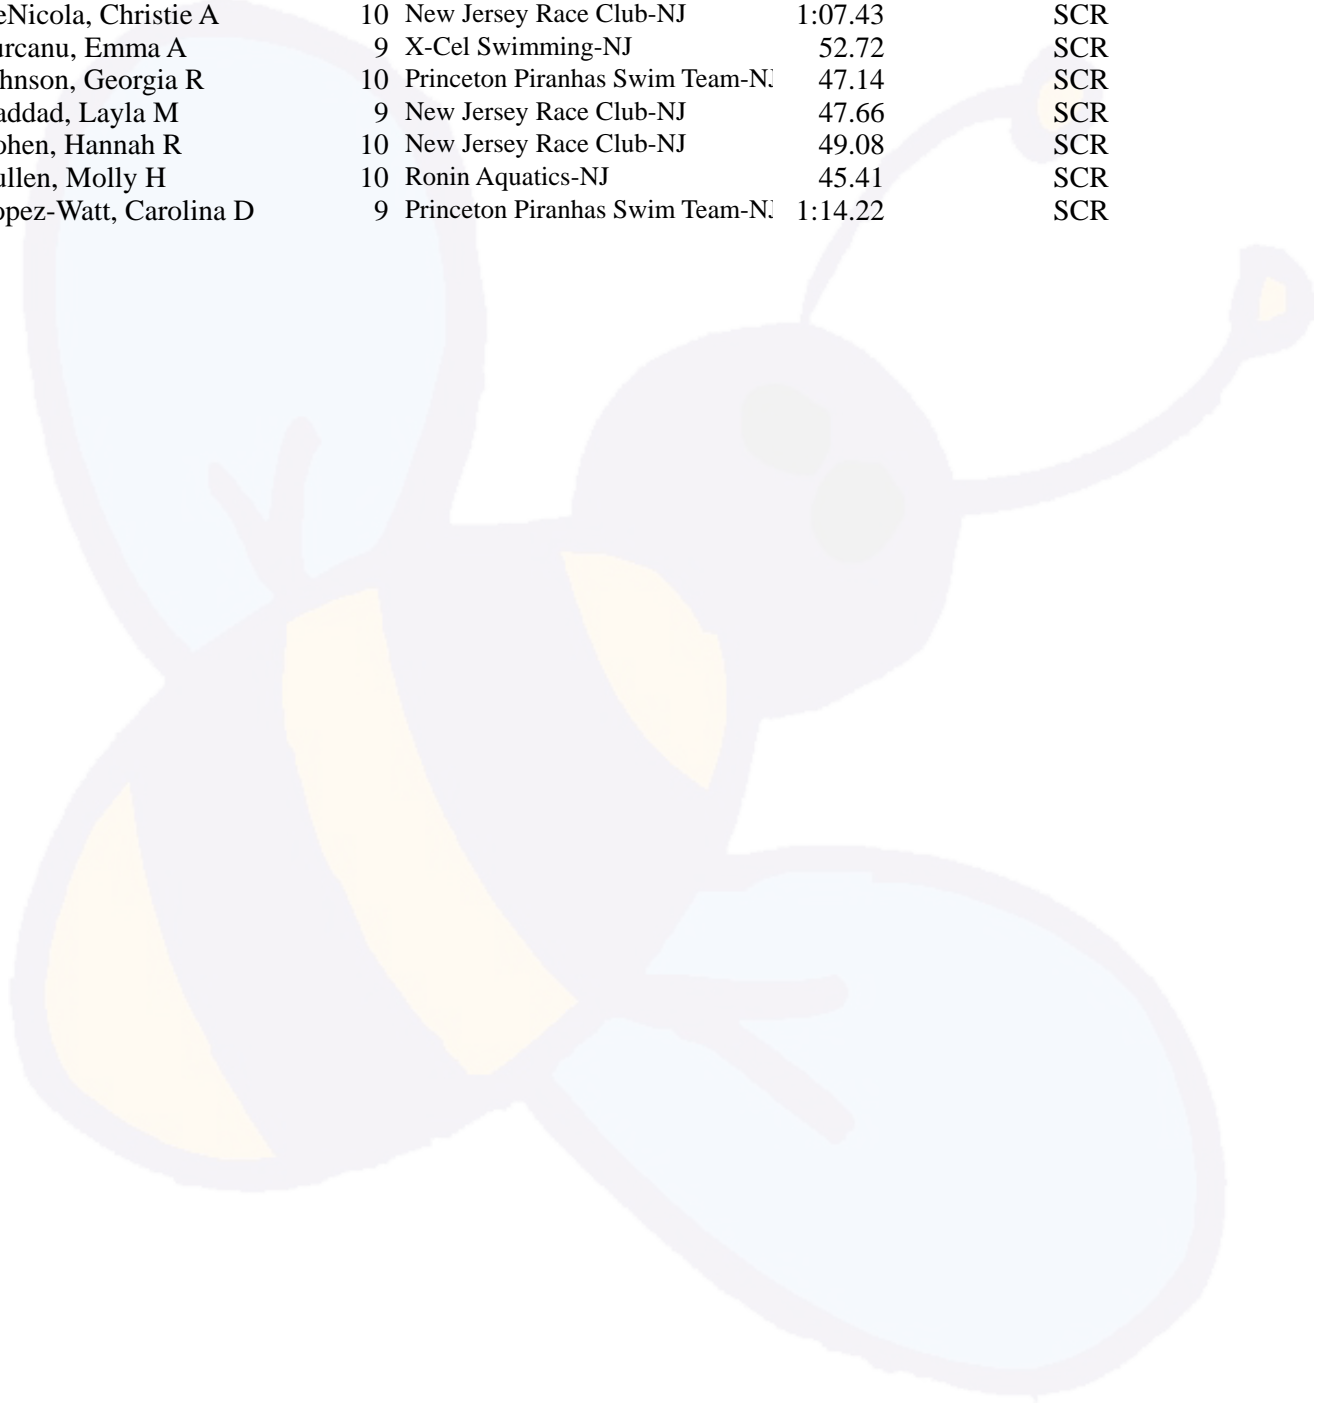 eNicola, Christie A 10 New Jersey Race Club-NJ 1:07.43 SCR
urcanu, Emma A 9 X-Cel Swimming-NJ 52.72 SCR
hnson, Georgia R 10 Princeton Piranhas Swim Team-NJ 47.14 SCR
addad, Layla M 9 New Jersey Race Club-NJ 47.66 SCR
ohen, Hannah R 10 New Jersey Race Club-NJ 49.08 SCR
ullen, Molly H 10 Ronin Aquatics-NJ 45.41 SCR
opez-Watt, Carolina D 9 Princeton Piranhas Swim Team-NJ 1:14.22 SCR